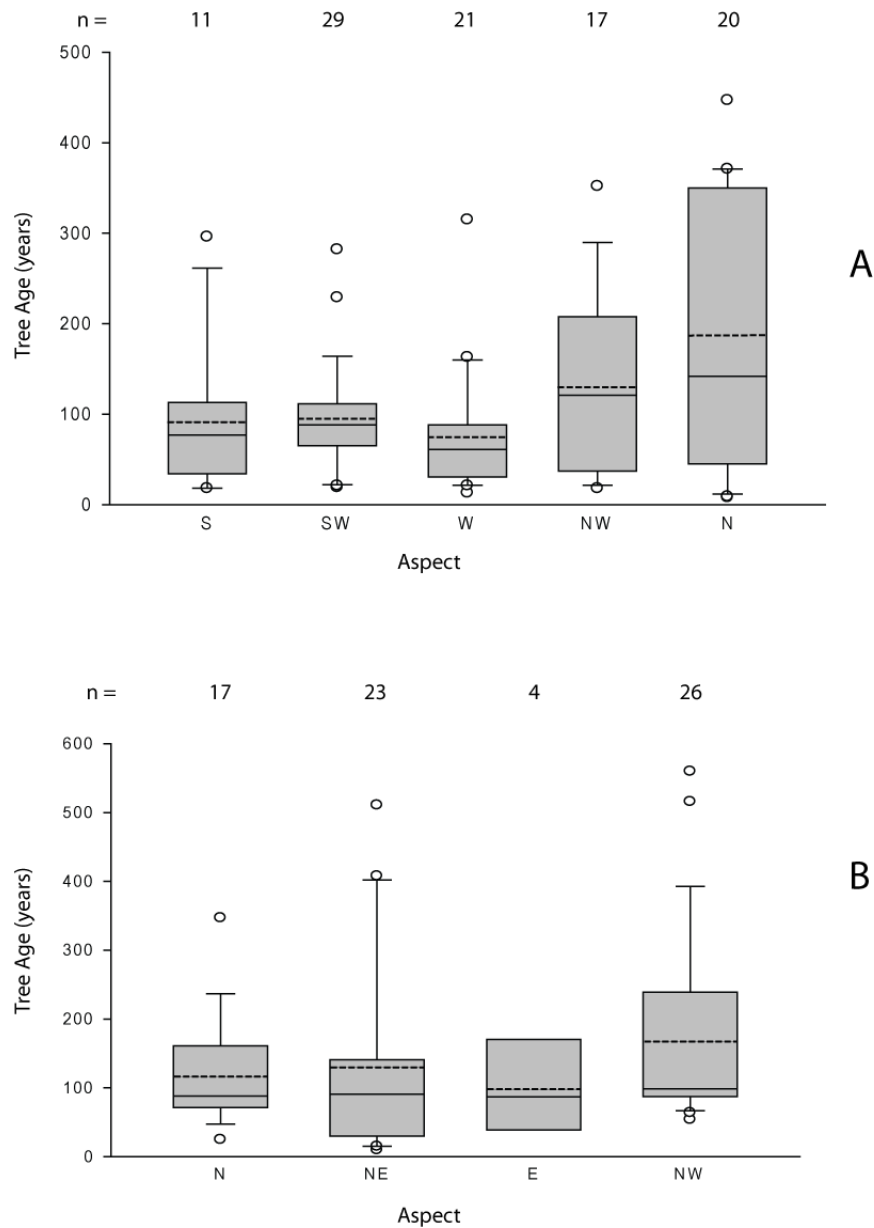 n = 11 29 21 17 20
500
400
300
200
100
0
Tree Age (years)
S SW W NW N
Aspect
A
n = 17 23 4 26
600
500
400
300
200
100
0
Tree Age (years)
N NE E NW
Aspect
B